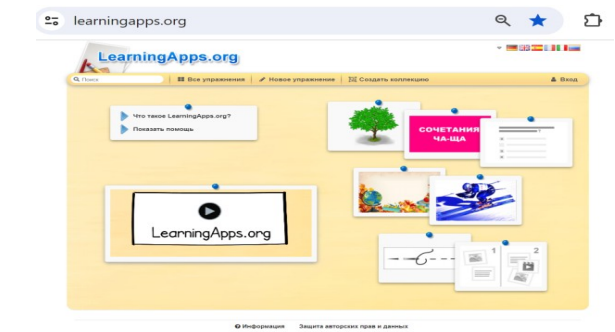 learningapps.org
LearningApps.org
Поиск
Все упражнения
Новое упражнение
Создать коллекцию
Вход
Что такое LearningApps.org?
Показать помощь
СОЧЕТАНИЯ
ЧА-ЩА
LearningApps.org
1 2
Информация
Защита авторских прав и данных